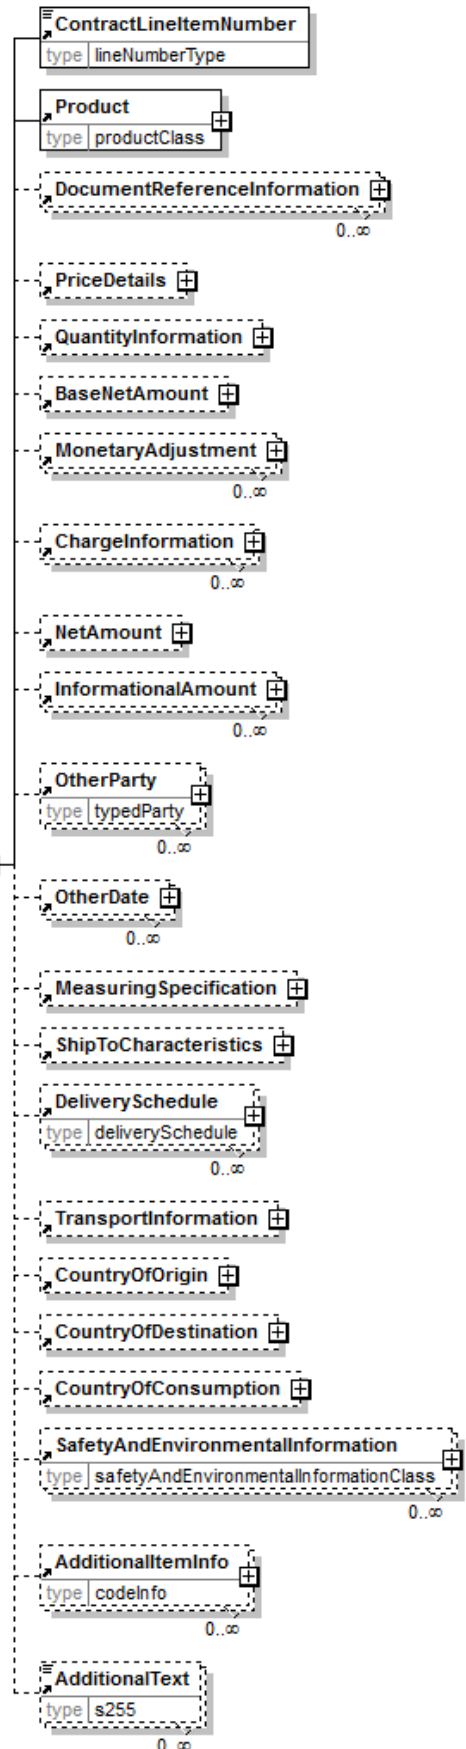 ContractLineItemNumber
type lineNumberType
Product
type productClass
DocumentReferenceInformation
0..∞
PriceDetails
QuantityInformation
BaseNetAmount
MonetaryAdjustment
0..∞
ChargeInformation
0..∞
NetAmount
InformationalAmount
0..∞
OtherParty
type typedParty
0..∞
OtherDate
0..∞
MeasuringSpecification
ShipToCharacteristics
DeliverySchedule
type deliverySchedule
0..∞
TransportInformation
CountryOfOrigin
CountryOfDestination
CountryOfConsumption
SafetyAndEnvironmentalInformation
type safetyAndEnvironmentalInformationClass
0..∞
AdditionalItemInfo
type codeInfo
0..∞
AdditionalText
type s255
0..∞